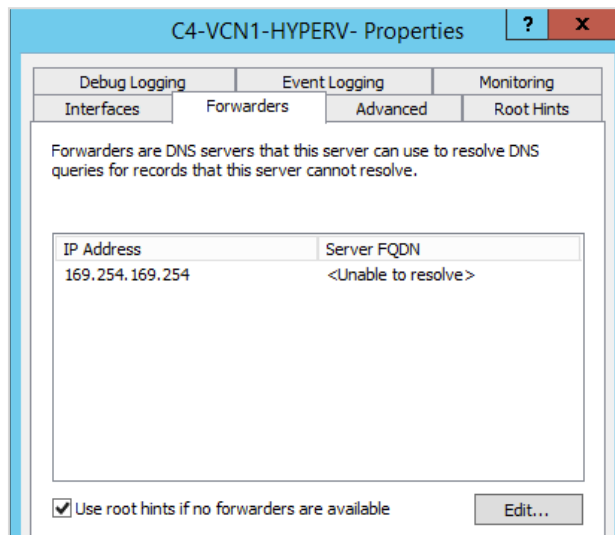 C4-VCN1-HYPERV- Properties
?
x
Debug Logging
Event Logging
Monitoring
Interfaces
Forwarders
Advanced
Root Hints
Forwarders are DNS servers that this server can use to resolve DNS
queries for records that this server cannot resolve.
IP Address
Server FQDN
169.254.169.254
<Unable to resolve>
Use root hints if no forwarders are available
Edit...